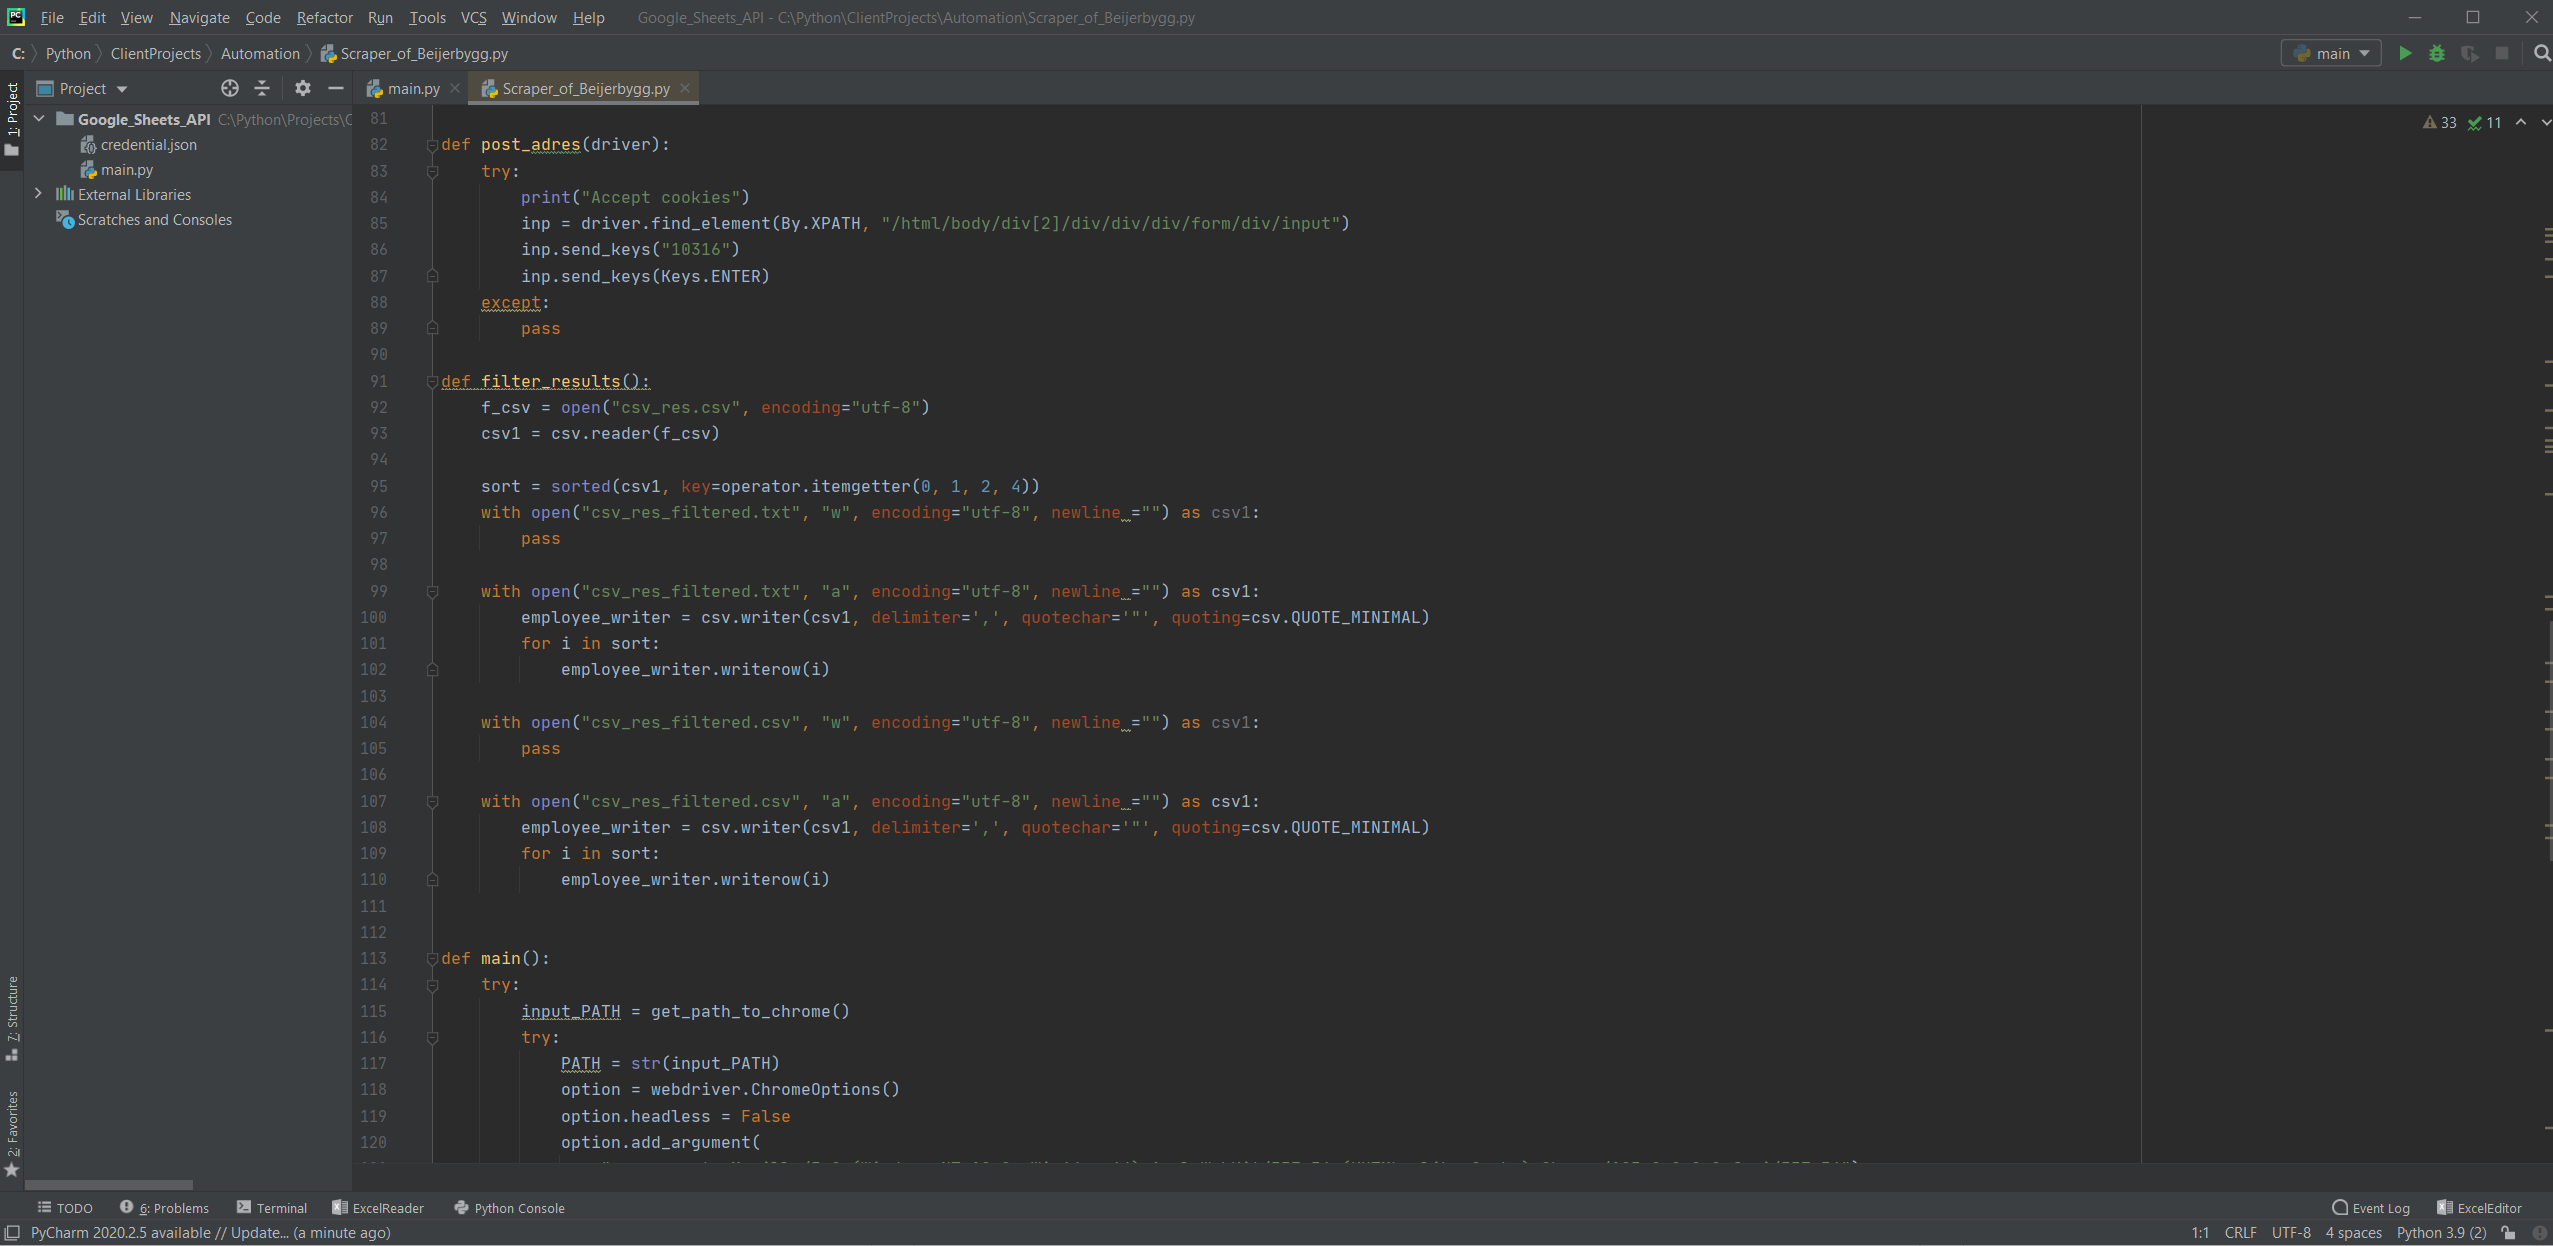 File Edit View Navigate Code Refactor Run Tools VCS Window Help Google_Sheets_API - C:\Python\ClientProjects\Automation\Scraper_of_Beijerbygg.py
C: Python ClientProjects Automation Scraper_of_Beijerbygg.py main
Project main.py Scraper_of_Beijerbygg.py
1: Project
Google_Sheets_API C:\Python\Projects\
credential.json
main.py
External Libraries
Scratches and Consoles
33 11
81
82 def post_adres(driver):
83 try:
84 print("Accept cookies")
85 inp = driver.find_element(By.XPATH, "/html/body/div[2]/div/div/div/form/div/input")
86 inp.send_keys("10316")
87 inp.send_keys(Keys.ENTER)
88 except:
89 pass
90
91 def filter_results():
92 f_csv = open("csv_res.csv", encoding="utf-8")
93 csv1 = csv.reader(f_csv)
94
95 sort = sorted(csv1, key=operator.itemgetter(0, 1, 2, 4))
96 with open("csv_res_filtered.txt", "w", encoding="utf-8", newline ="") as csv1:
97 pass
98
99 with open("csv_res_filtered.txt", "a", encoding="utf-8", newline ="") as csv1:
100 employee_writer = csv.writer(csv1, delimiter=',', quotechar='"', quoting=csv.QUOTE_MINIMAL)
101 for i in sort:
102 employee_writer.writerow(i)
103
104 with open("csv_res_filtered.csv", "w", encoding="utf-8", newline ="") as csv1:
105 pass
106
107 with open("csv_res_filtered.csv", "a", encoding="utf-8", newline ="") as csv1:
108 employee_writer = csv.writer(csv1, delimiter=',', quotechar='"', quoting=csv.QUOTE_MINIMAL)
109 for i in sort:
110 employee_writer.writerow(i)
111
112
113 def main():
114 try:
115 input_PATH = get_path_to_chrome()
116 try:
117 PATH = str(input_PATH)
118 option = webdriver.ChromeOptions()
119 option.headless = False
120 option.add_argument(
7: Structure
2: Favorites
TODO 6: Problems Terminal ExcelReader Python Console Event Log ExcelEditor
PyCharm 2020.2.5 available // Update... (a minute ago) 1:1 CRLF UTF-8 4 spaces Python 3.9 (2)